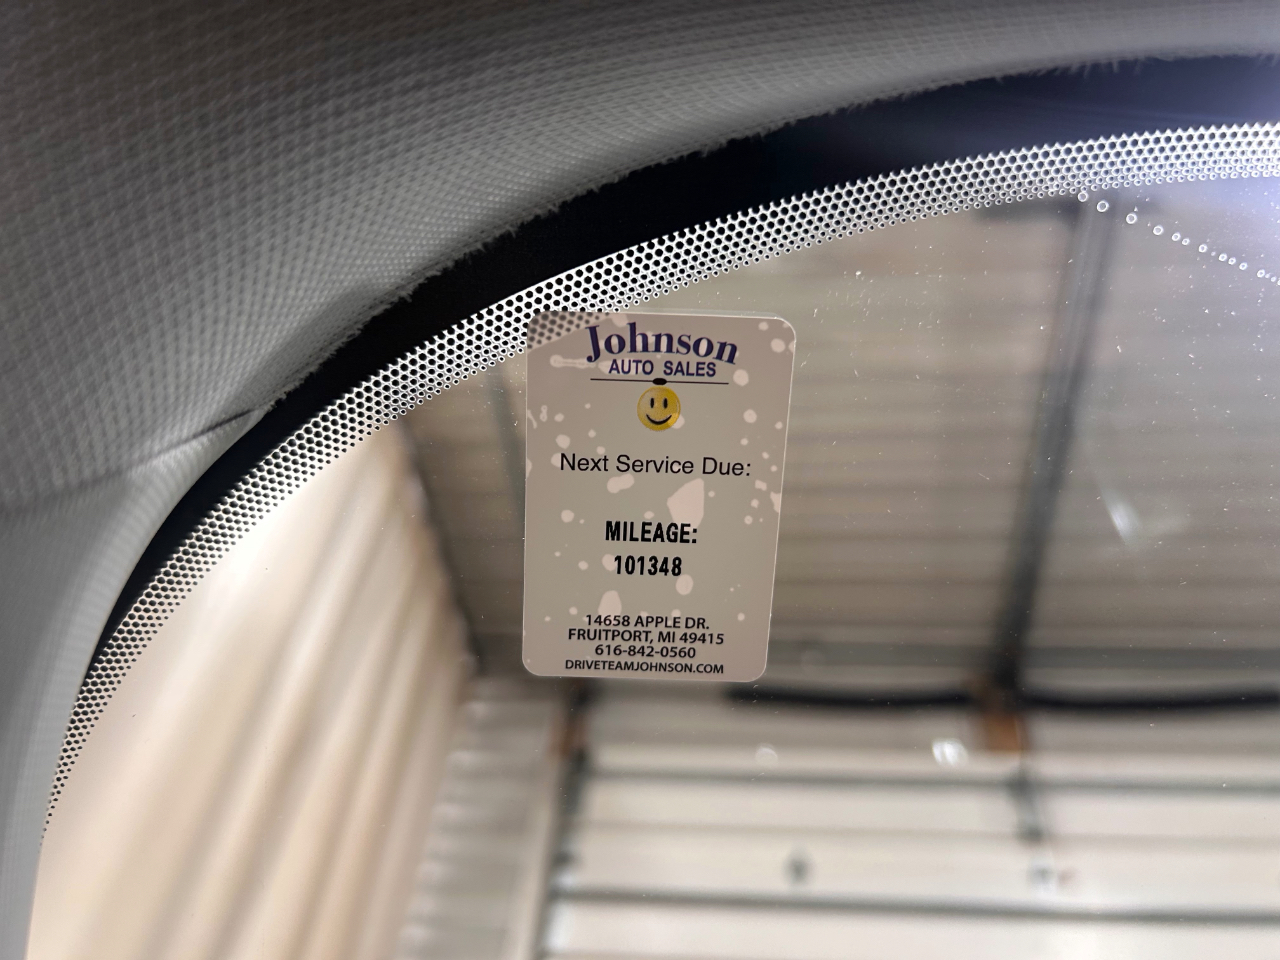 Johnson
AUTO SALES
Next Service Due:
MILEAGE:
101348
14658 APPLE DR.
FRUITPORT, MI 49415
616-842-0560
DRIVETEAMJOHNSON.COM